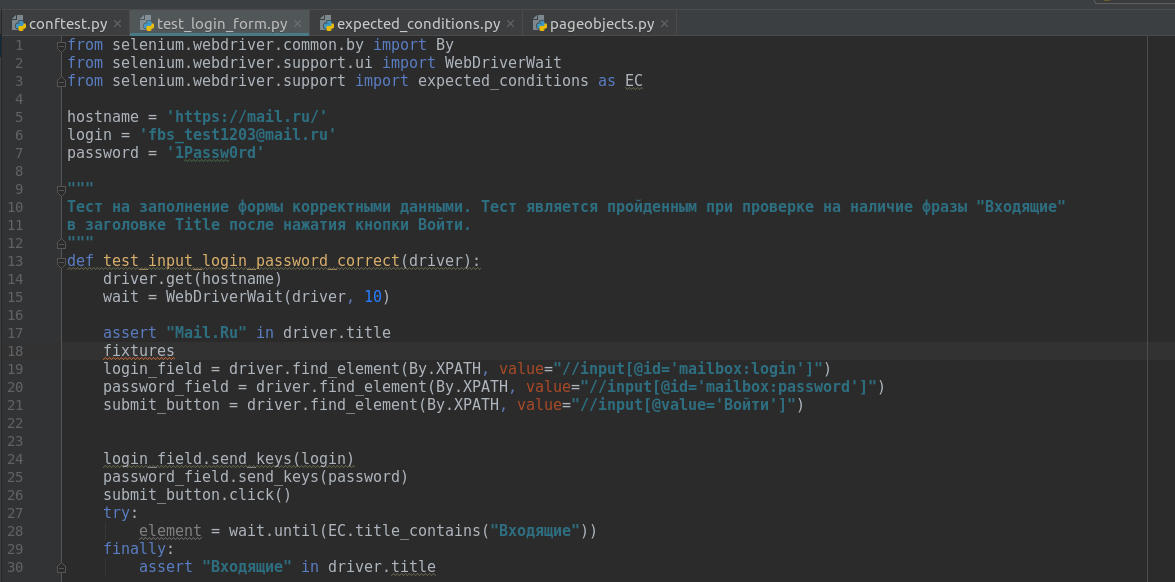 conftest.py × test_login_form.py × expected_conditions.py × pageobjects.py ×
1 from selenium.webdriver.common.by import By
2 from selenium.webdriver.support.ui import WebDriverWait
3 from selenium.webdriver.support import expected_conditions as EC
4
5 hostname = 'https://mail.ru/'
6 login = 'fbs_test1203@mail.ru'
7 password = '1Passw0rd'
8
9 """
10 Тест на заполнение формы корректными данными. Тест является пройденным при проверке на наличие фразы "Входящие"
11 в заголовке Title после нажатия кнопки Войти.
12 """
13 def test_input_login_password_correct(driver):
14     driver.get(hostname)
15     wait = WebDriverWait(driver, 10)
16
17     assert "Mail.Ru" in driver.title
18     fixtures
19     login_field = driver.find_element(By.XPATH, value="//input[@id='mailbox:login']")
20     password_field = driver.find_element(By.XPATH, value="//input[@id='mailbox:password']")
21     submit_button = driver.find_element(By.XPATH, value="//input[@value='Войти']")
22
23
24     login_field.send_keys(login)
25     password_field.send_keys(password)
26     submit_button.click()
27     try:
28         element = wait.until(EC.title_contains("Входящие"))
29     finally:
30         assert "Входящие" in driver.title